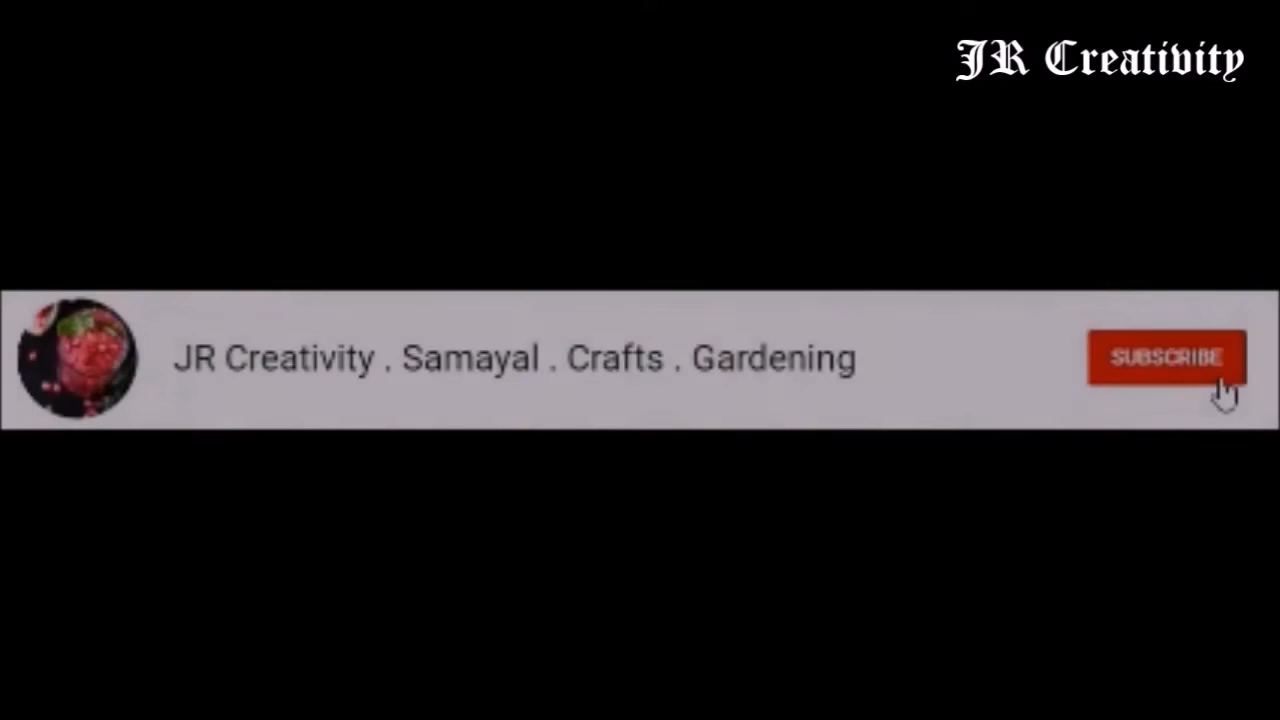 JR Creativity
JR Creativity . Samayal . Crafts . Gardening
SUBSCRIBE